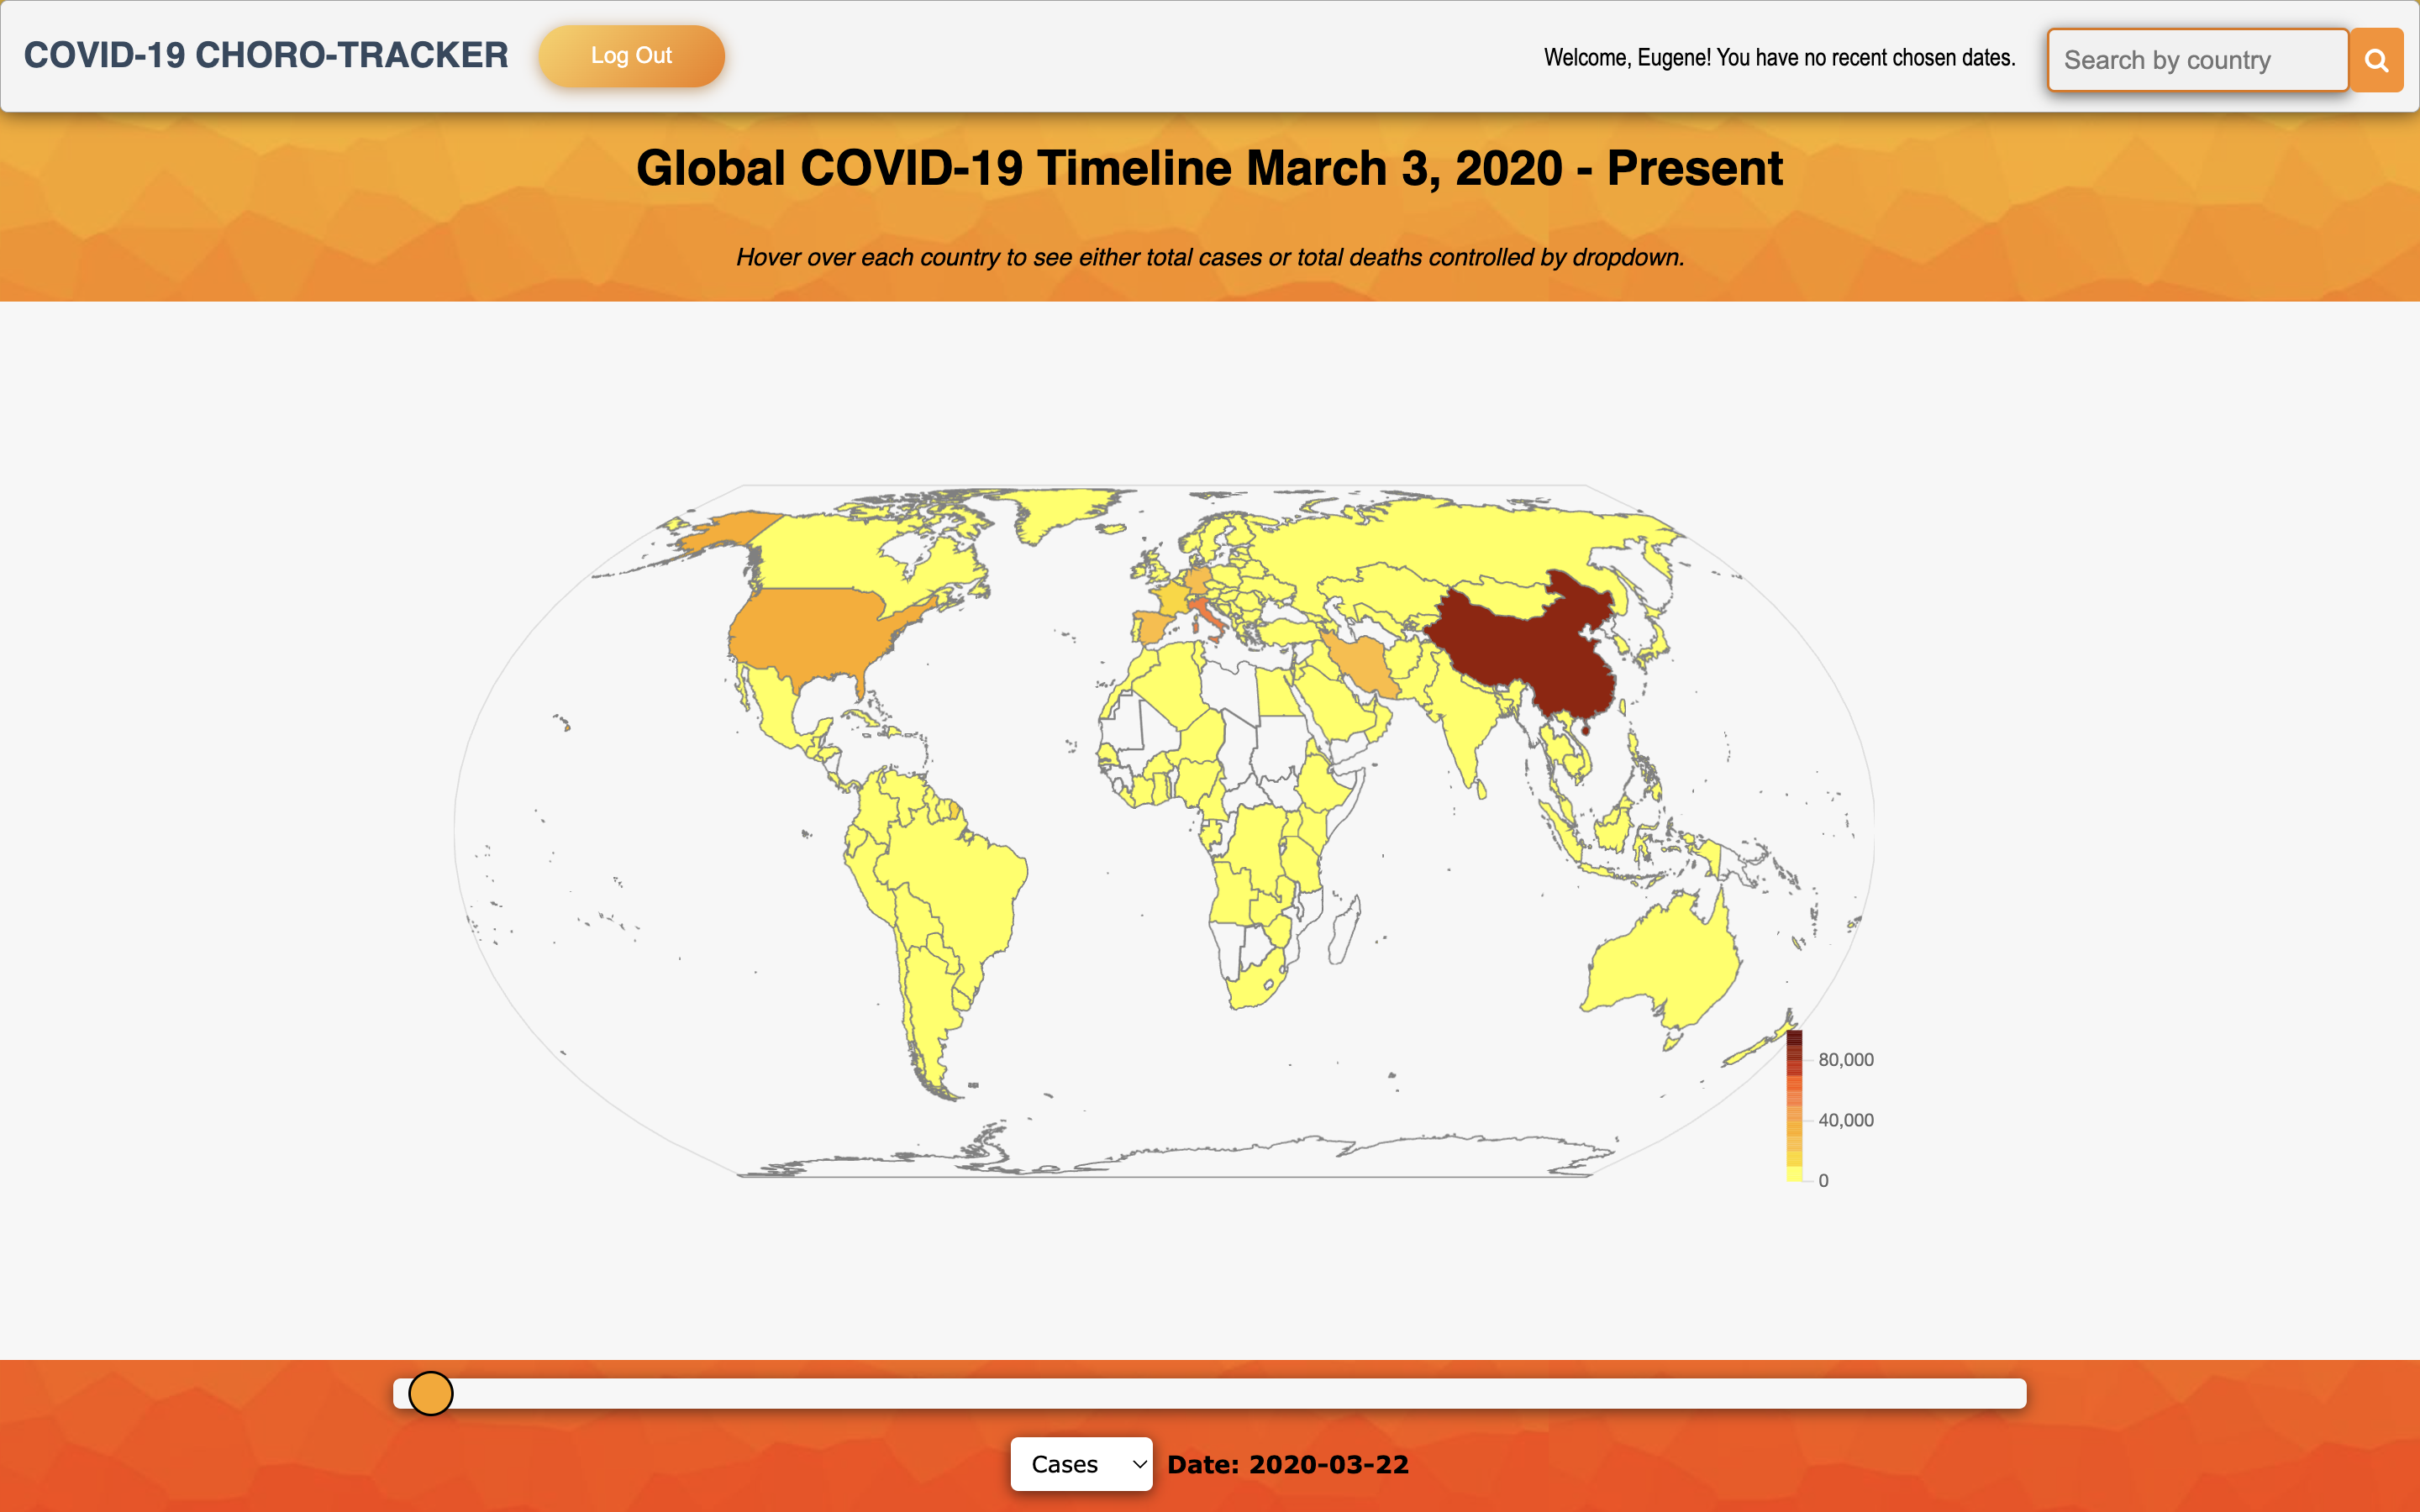 COVID-19 CHORO-TRACKER
Log Out
Welcome, Eugene! You have no recent chosen dates.
Search by country
Global COVID-19 Timeline March 3, 2020 - Present
Hover over each country to see either total cases or total deaths controlled by dropdown.
80,000
40,000
0
Cases
Date: 2020-03-22